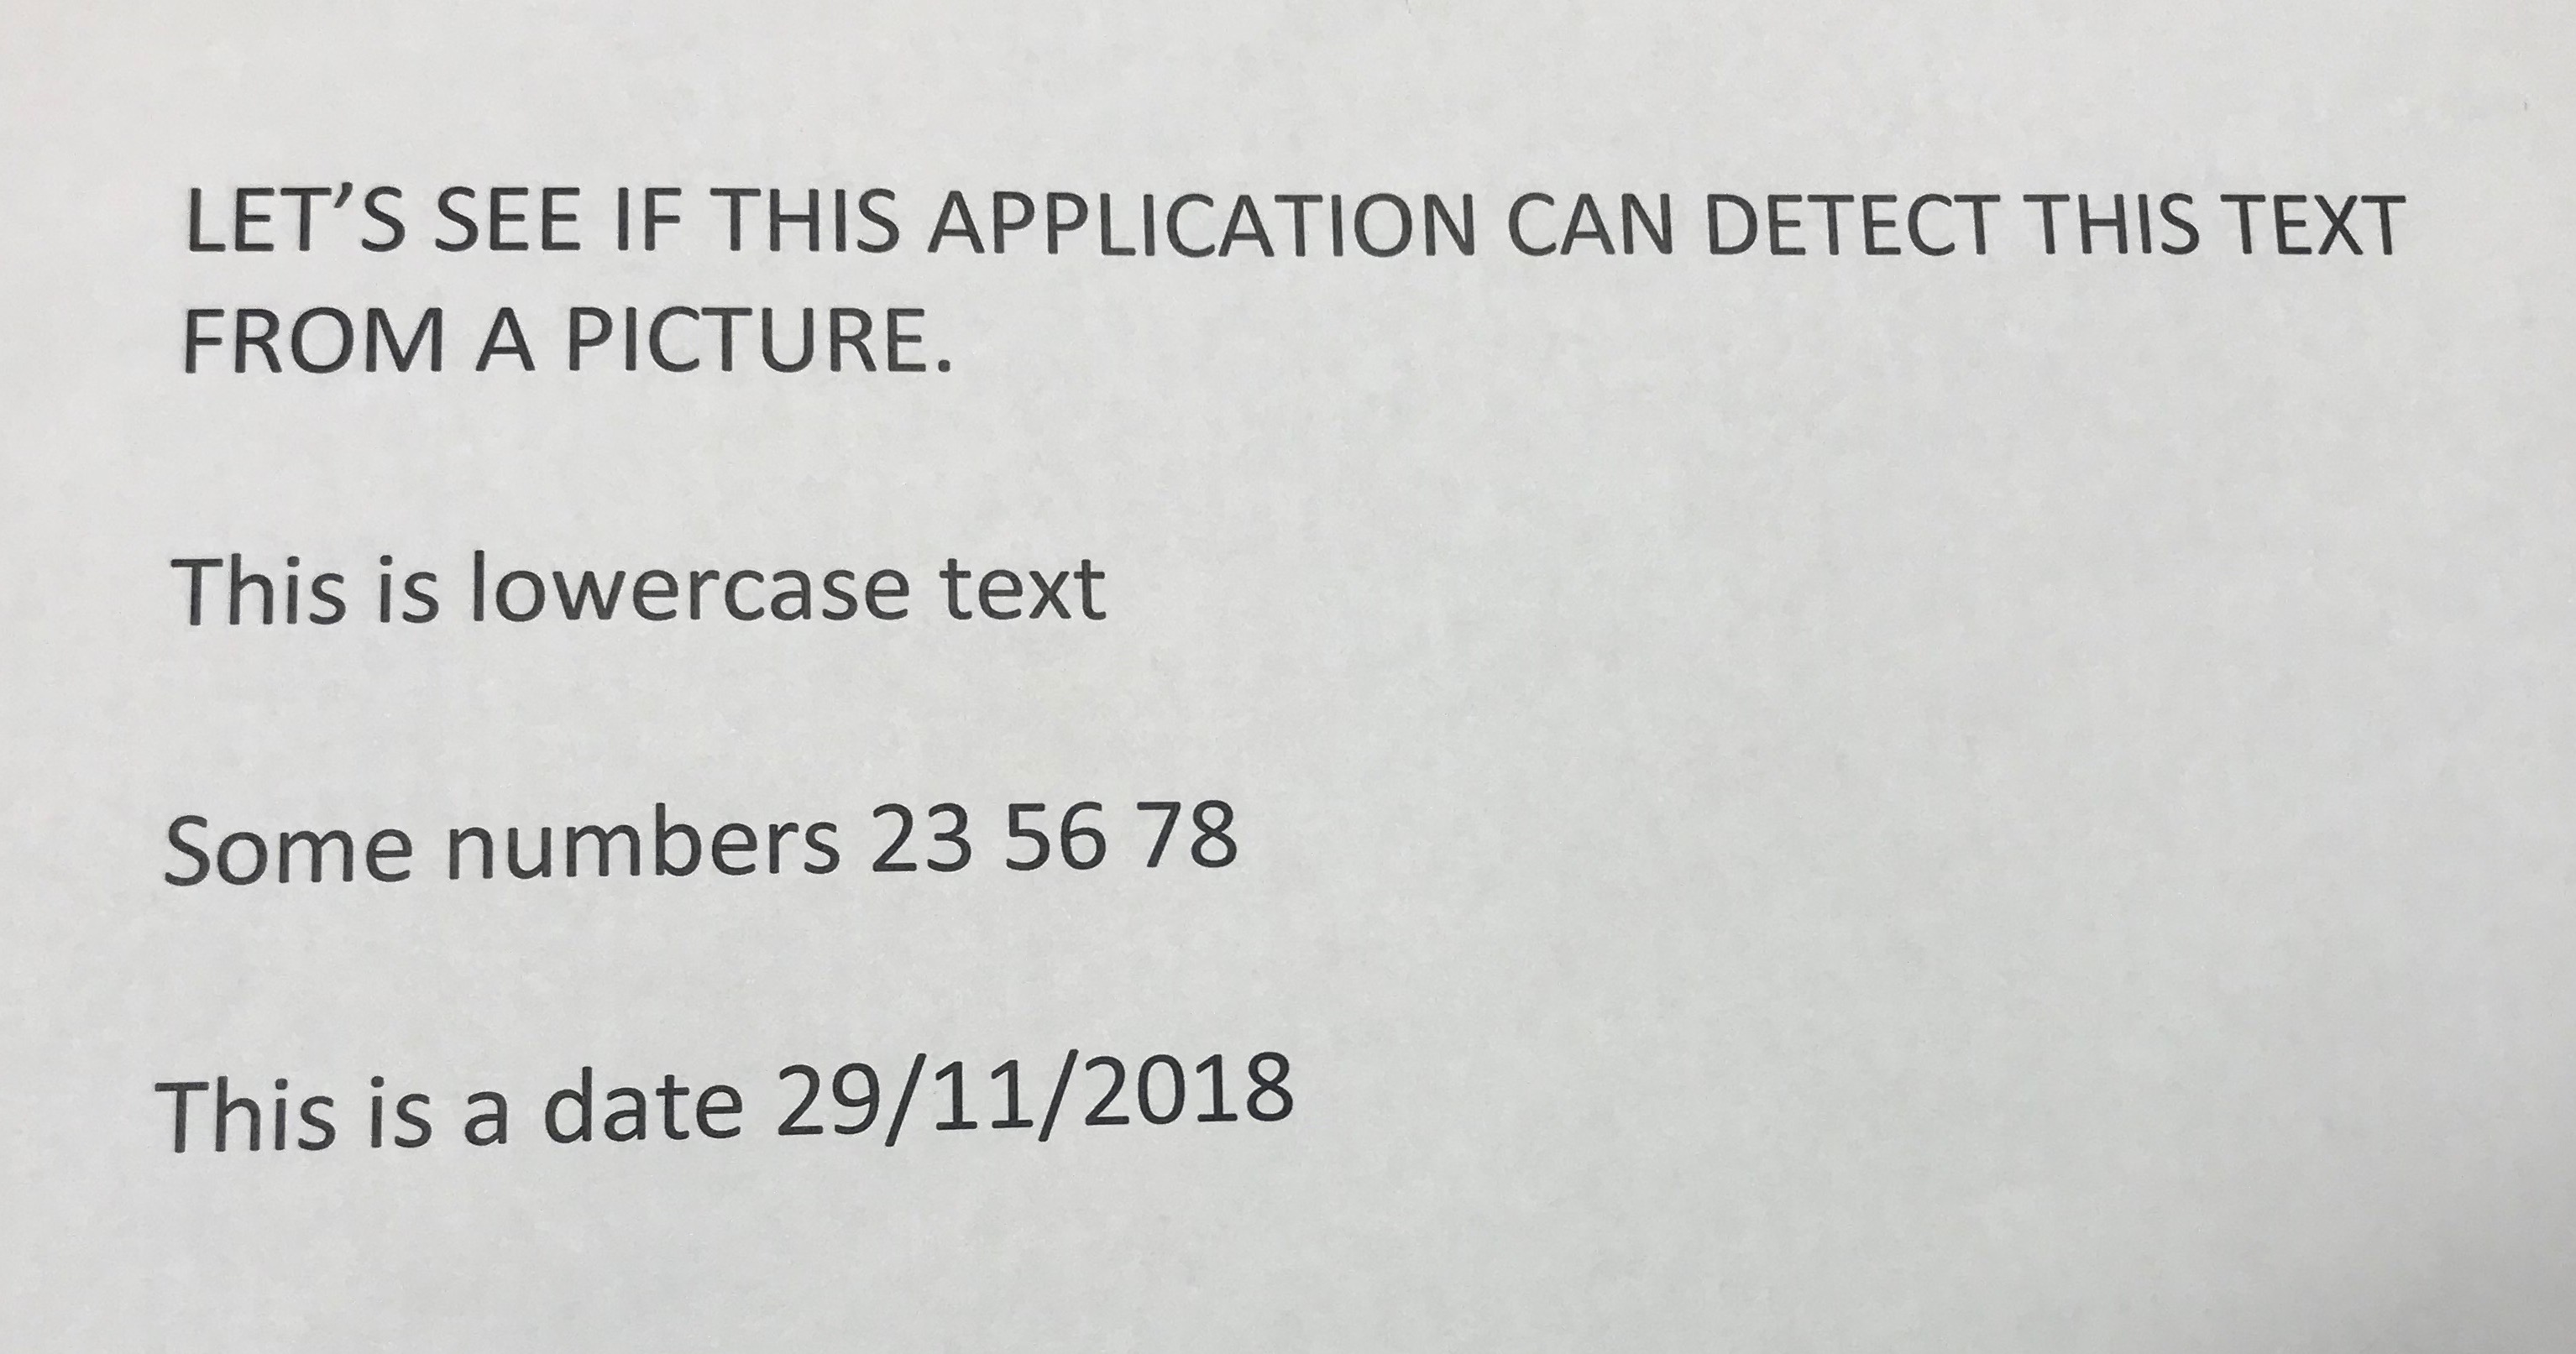 LET’S SEE IF THIS APPLICATION CAN DETECT THIS TEXT
FROM A PICTURE.
This is lowercase text
Some numbers 23 56 78
This is a date 29/11/2018